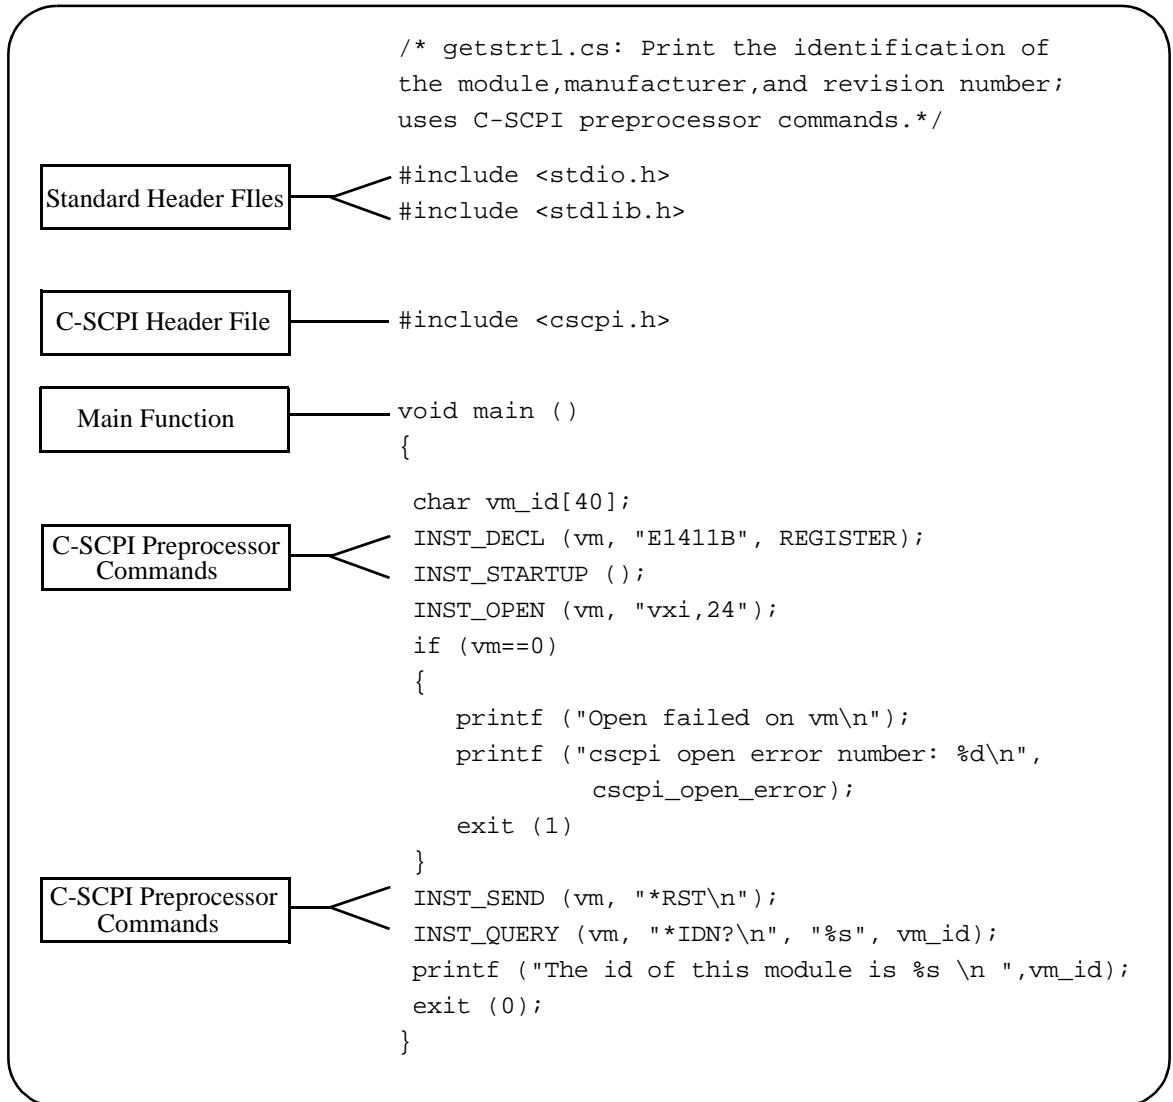 /* getstrt1.cs: Print the identification of
the module,manufacturer,and revision number;
uses C-SCPI preprocessor commands.*/
Standard Header FIles
#include <stdio.h>
#include <stdlib.h>
C-SCPI Header File
#include <cscpi.h>
Main Function
void main ()
{
char vm_id[40];
C-SCPI Preprocessor
Commands
INST_DECL (vm, "E1411B", REGISTER);
INST_STARTUP ();
INST_OPEN (vm, "vxi,24");
if (vm==0)
{
printf ("Open failed on vm\n");
printf ("cscpi open error number: %d\n",
cscpi_open_error);
exit (1)
}
C-SCPI Preprocessor
Commands
INST_SEND (vm, "*RST\n");
INST_QUERY (vm, "*IDN?\n", "%s", vm_id);
printf ("The id of this module is %s \n ",vm_id);
exit (0);
}